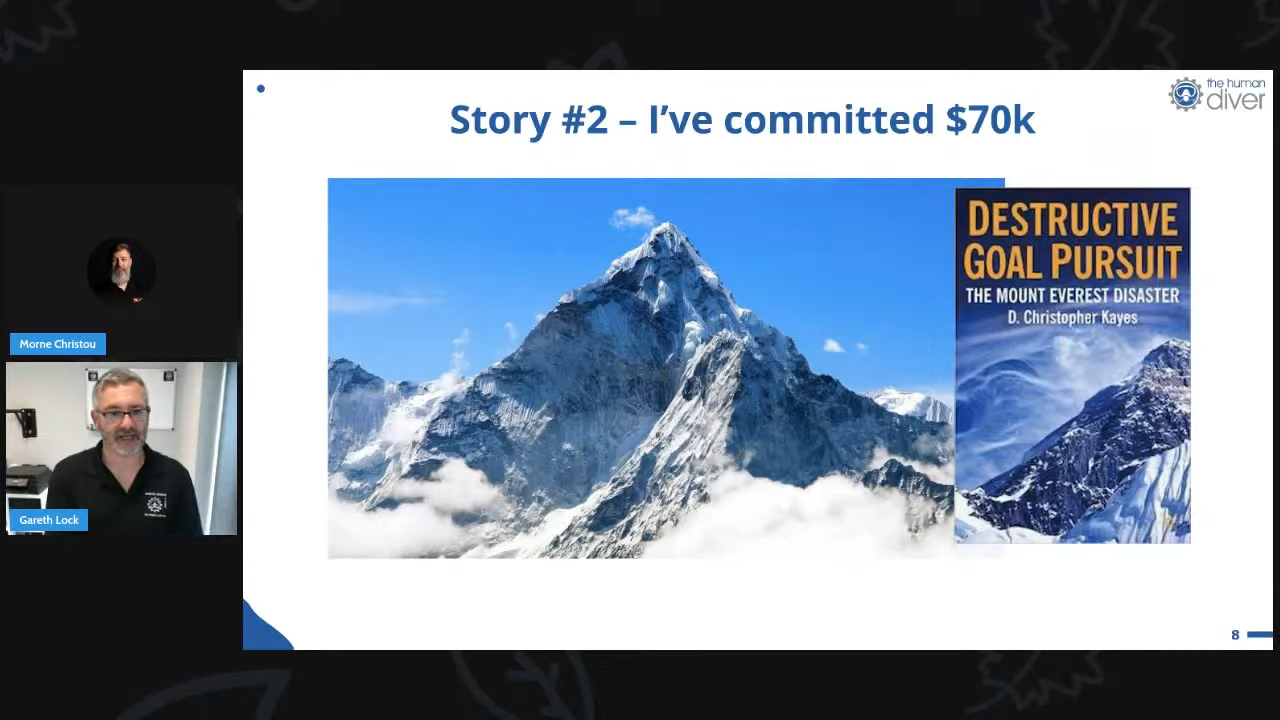 Story #2 – I've committed $70k
the human
diver
DESTRUCTIVE
GOAL PURSUIT
THE MOUNT EVEREST DISASTER
D. Christopher Kayes
Morne Christou
Gareth Lock
8